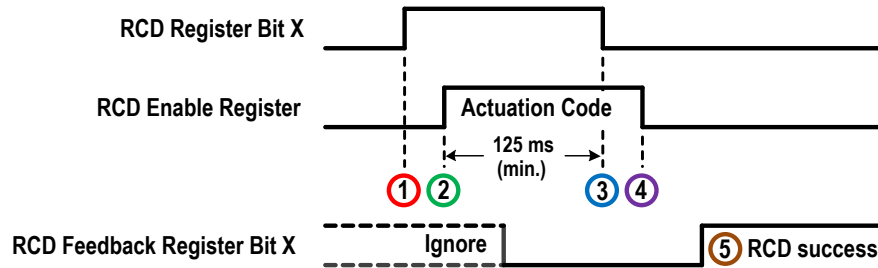 RCD Register Bit X
RCD Enable Register
Actuation Code
125 ms
(min.)
1 2 3 4
RCD Feedback Register Bit X
Ignore
5 RCD success